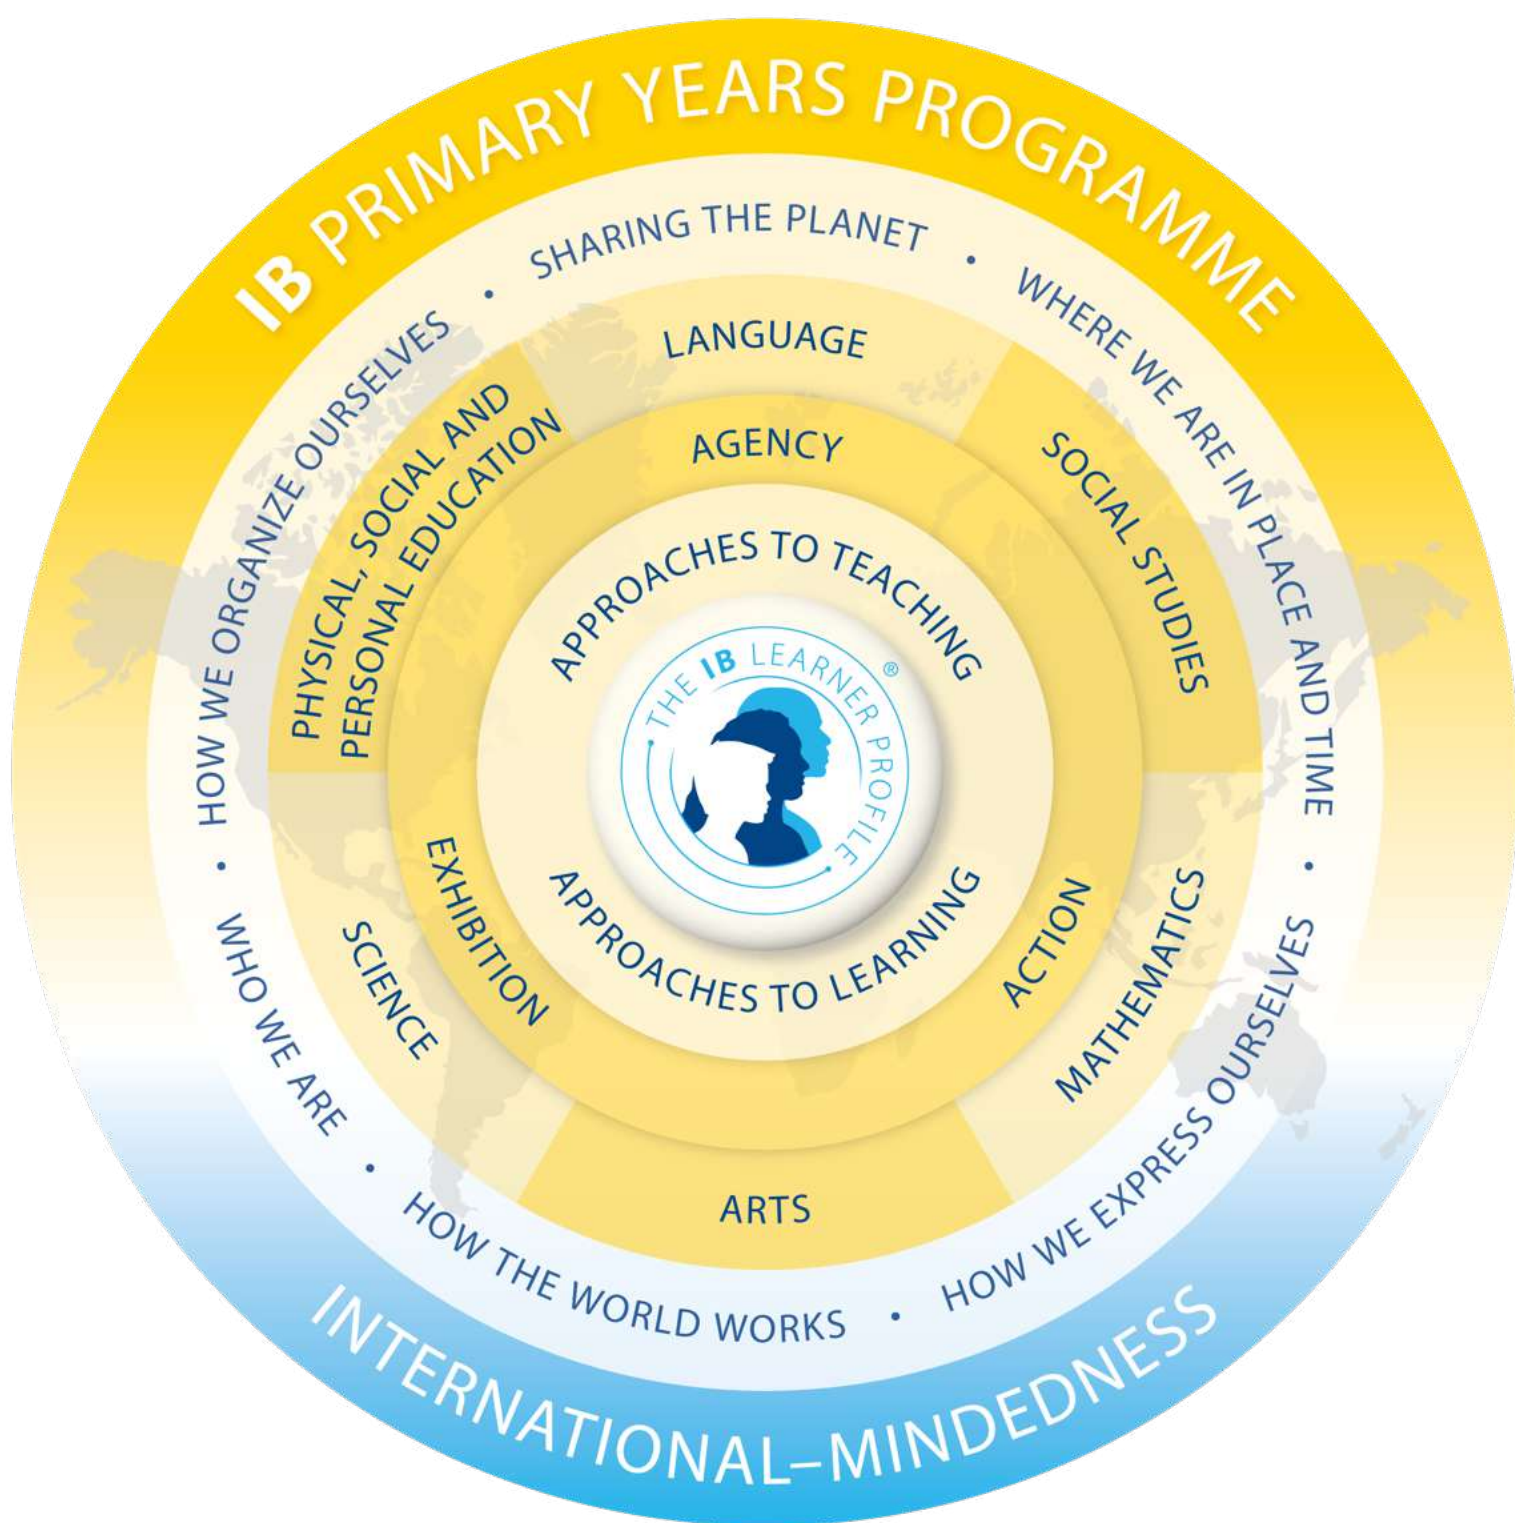 IB PRIMARY YEARS PROGRAMME
SHARING THE PLANET • WHERE WE ARE IN PLACE AND TIME • HOW WE EXPRESS OURSELVES • HOW THE WORLD WORKS • WHO WE ARE • HOW WE ORGANIZE OURSELVES •
LANGUAGE
SOCIAL STUDIES
MATHEMATICS
ARTS
SCIENCE
PHYSICAL, SOCIAL AND
PERSONAL EDUCATION
AGENCY
ACTION
EXHIBITION
APPROACHES TO TEACHING
THE IB LEARNER PROFILE®
APPROACHES TO LEARNING
INTERNATIONAL–MINDEDNESS